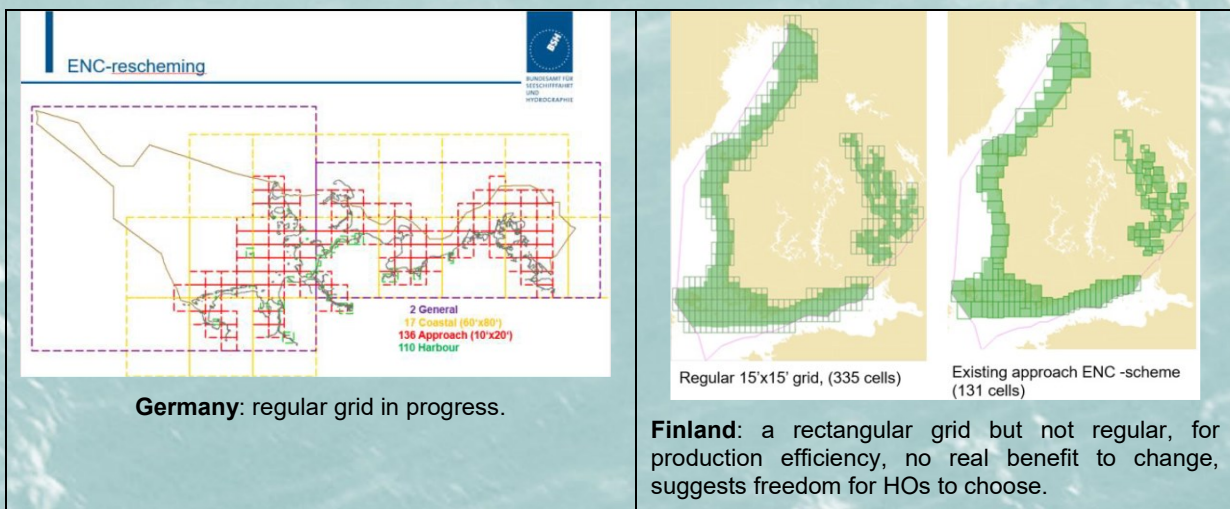 ENC-rescheming
BSH
BUNDESAMT FÜR
SEESCHIFFFAHRT
UND
HYDROGRAPHIE
2 General
17 Coastal (60'x80')
136 Approach (10'x20')
110 Harbour
Germany: regular grid in progress.
Regular 15'x15' grid, (335 cells)
Existing approach ENC -scheme
(131 cells)
Finland: a rectangular grid but not regular, for
production efficiency, no real benefit to change,
suggests freedom for HOs to choose.